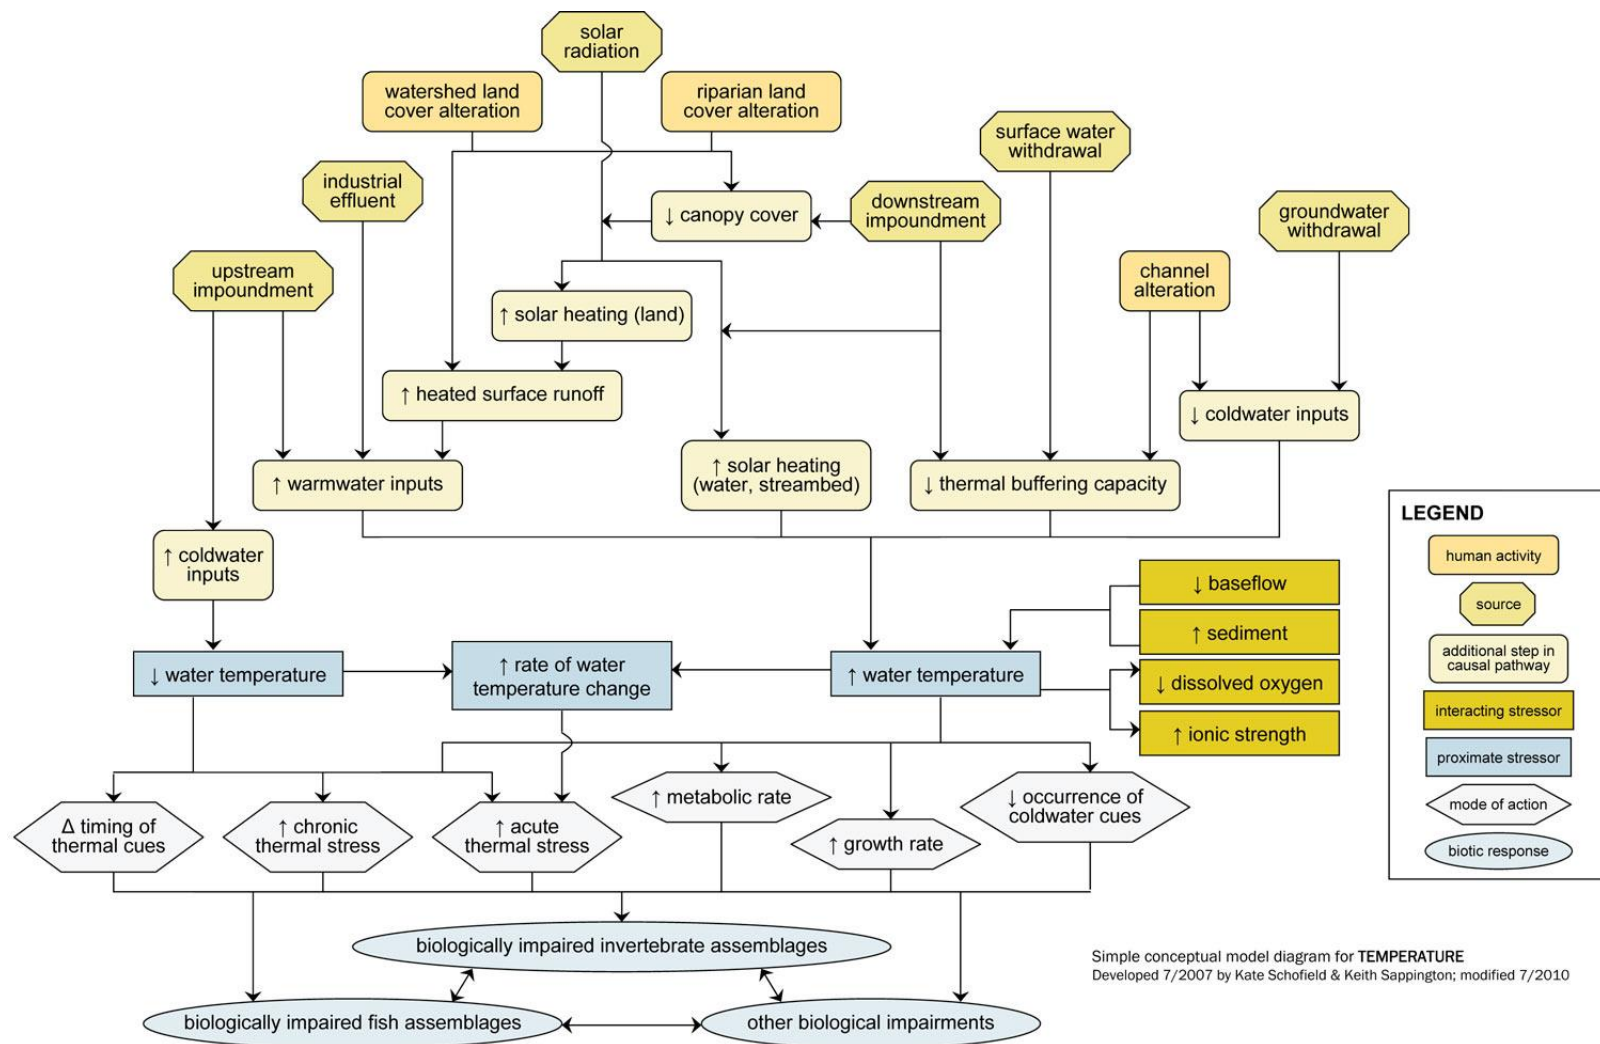 solar
radiation
watershed land
cover alteration
riparian land
cover alteration
surface water
withdrawal
industrial
effluent
↓ canopy cover
downstream
impoundment
groundwater
withdrawal
upstream
impoundment
channel
alteration
↑ solar heating (land)
↑ heated surface runoff
↓ coldwater inputs
↑ warmwater inputs
↑ solar heating
(water, streambed)
↓ thermal buffering capacity
↑ coldwater
inputs
↓ baseflow
↑ sediment
↓ water temperature
↑ rate of water
temperature change
↑ water temperature
↓ dissolved oxygen
↑ ionic strength
Δ timing of
thermal cues
↑ chronic
thermal stress
↑ acute
thermal stress
↑ metabolic rate
↑ growth rate
↓ occurrence of
coldwater cues
biologically impaired invertebrate assemblages
biologically impaired fish assemblages
other biological impairments
LEGEND
human activity
source
additional step in
causal pathway
interacting stressor
proximate stressor
mode of action
biotic response
Simple conceptual model diagram for TEMPERATURE
Developed 7/2007 by Kate Schofield & Keith Sappington; modified 7/2010